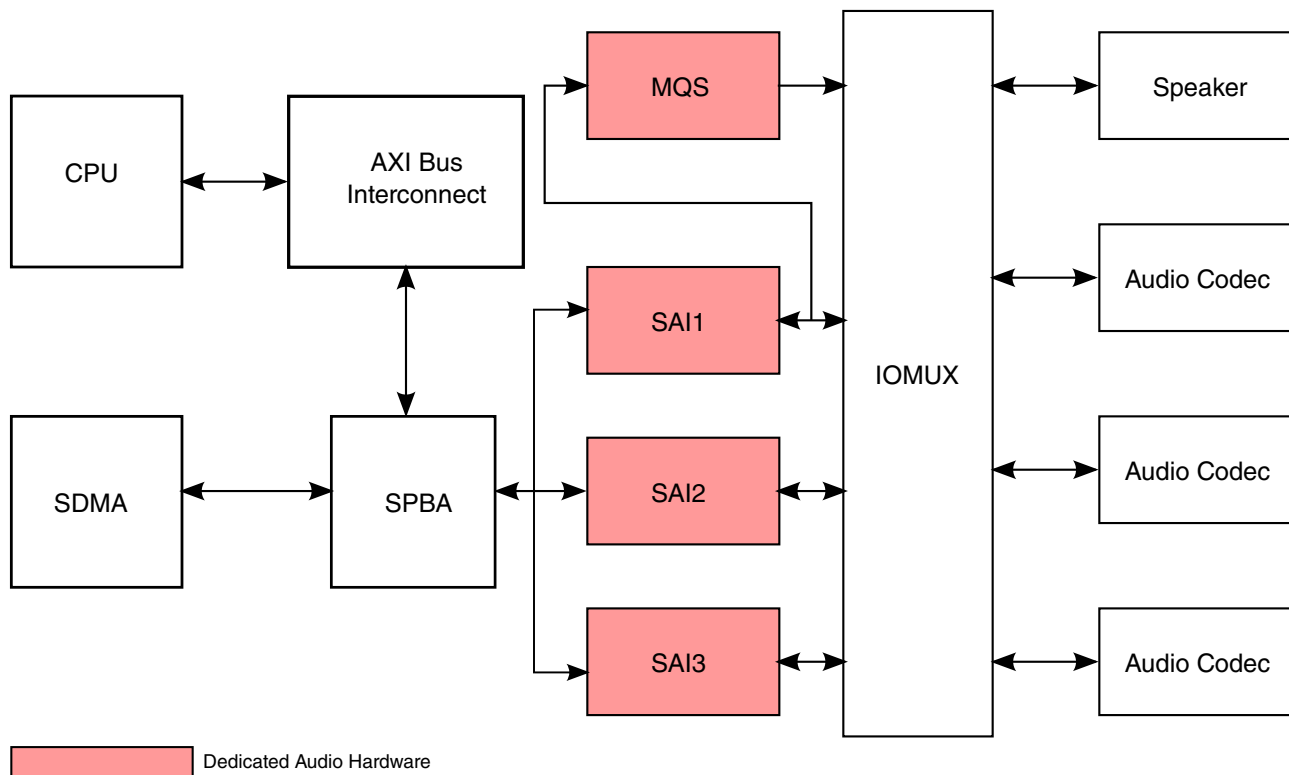 MQS
Speaker
CPU
AXI Bus
Interconnect
SAI1
Audio Codec
IOMUX
SDMA
SPBA
SAI2
Audio Codec
SAI3
Audio Codec
Dedicated Audio Hardware